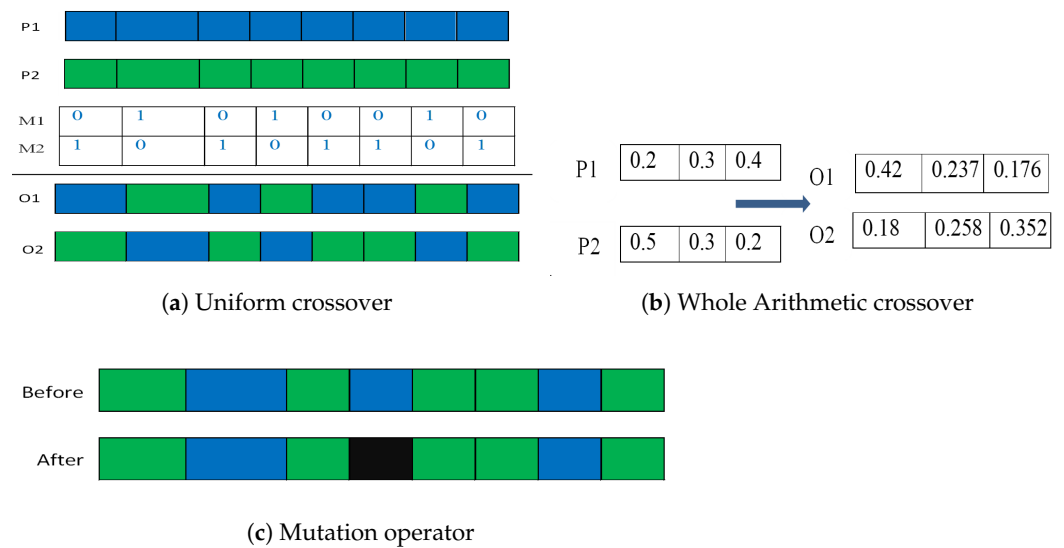 P1
P2
M1 0 1 0 1 0 0 1 0
M2 1 0 1 0 1 1 0 1
O1
O2
(a) Uniform crossover
P1 0.2 0.3 0.4
P2 0.5 0.3 0.2
O1 0.42 0.237 0.176
O2 0.18 0.258 0.352
(b) Whole Arithmetic crossover
Before
After
(c) Mutation operator